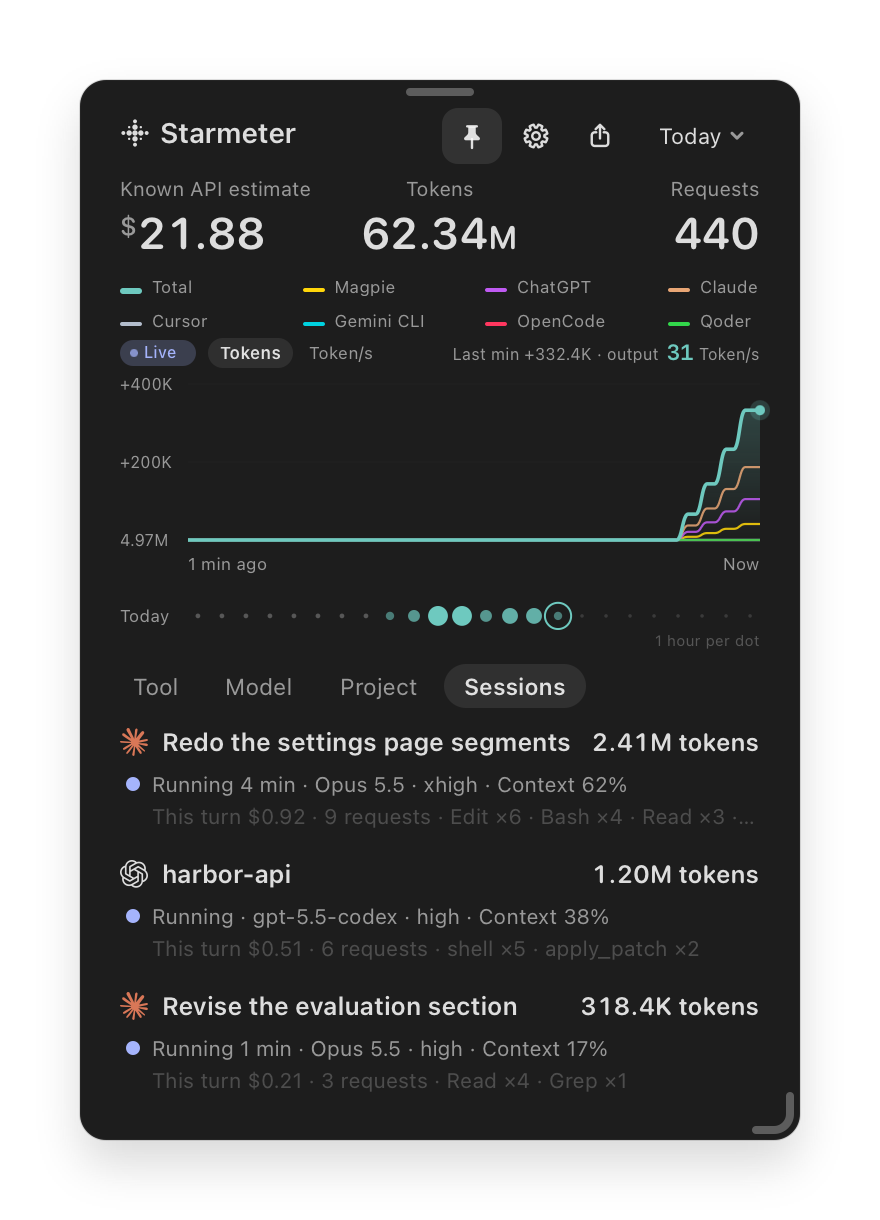 Starmeter
Today
Known API estimate Tokens Requests
$21.88 62.34M 440
Total Magpie ChatGPT Claude
Cursor Gemini CLI OpenCode Qoder
Live Tokens Token/s Last min +332.4K · output 31 Token/s
+400K
+200K
4.97M
1 min ago Now
Today
1 hour per dot
Tool Model Project Sessions
Redo the settings page segments 2.41M tokens
Running 4 min · Opus 5.5 · xhigh · Context 62%
This turn $0.92 · 9 requests · Edit ×6 · Bash ×4 · Read ×3 ·…
harbor-api 1.20M tokens
Running · gpt-5.5-codex · high · Context 38%
This turn $0.51 · 6 requests · shell ×5 · apply_patch ×2
Revise the evaluation section 318.4K tokens
Running 1 min · Opus 5.5 · high · Context 17%
This turn $0.21 · 3 requests · Read ×4 · Grep ×1